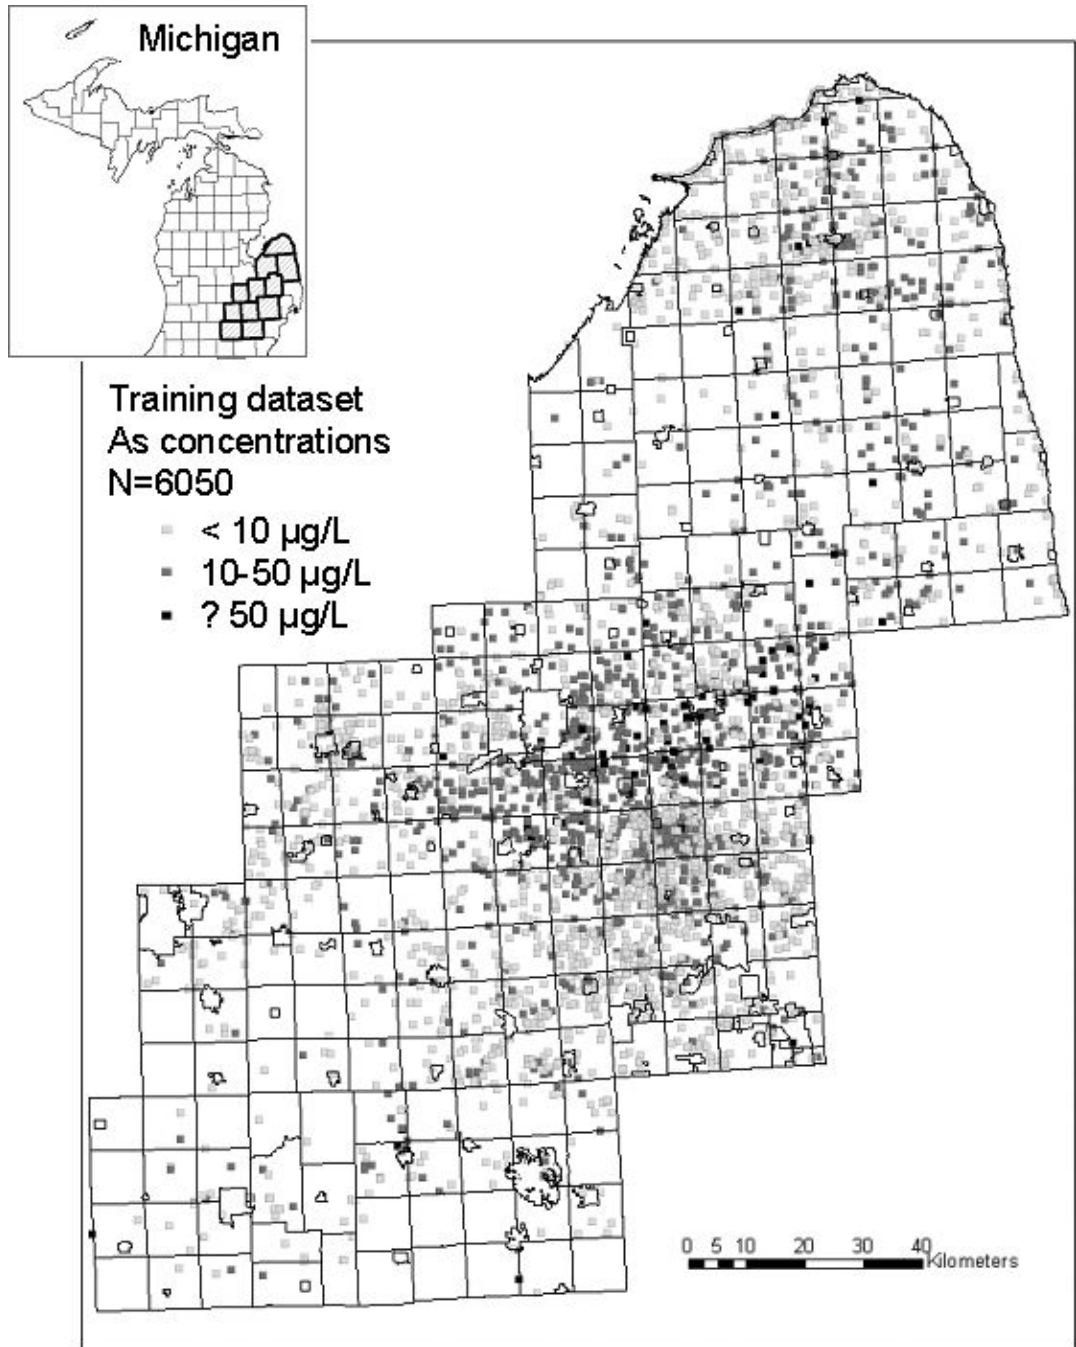 Michigan
Training dataset
As concentrations
N=6050
< 10 µg/L
10-50 µg/L
? 50 µg/L
0 5 10 20 30 40
Kilometers